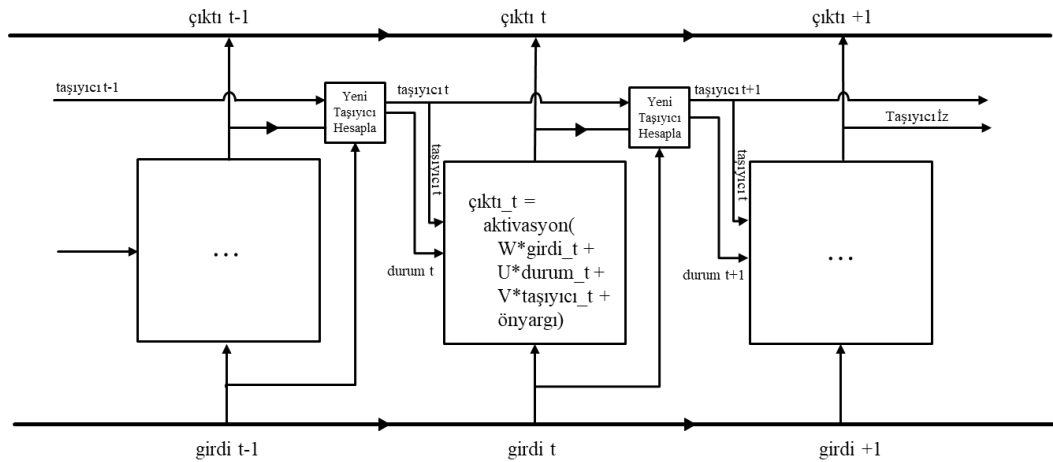 çıktı t-1
çıktı t
çıktı +1
taşıyıcı t-1
Yeni
Taşıyıcı
Hesapla
taşıyıcı t
Yeni
Taşıyıcı
Hesapla
taşıyıcı t+1
Taşıyıcı İz
taşıyıcı t
taşıyıcı t
...
çıktı_t =
aktivasyon(
W*girdi_t +
U*durum_t +
V*taşıyıcı_t +
önyargı)
...
durum t
durum t+1
girdi t-1
girdi t
girdi +1